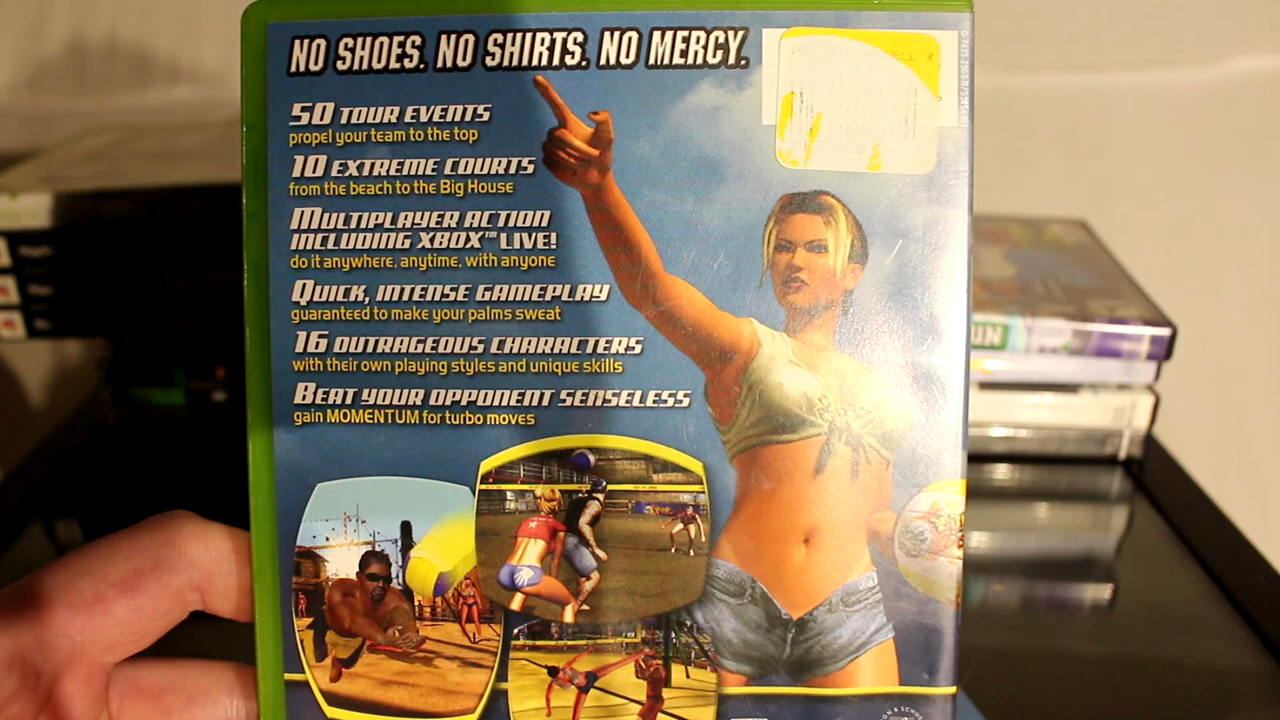 NO SHOES. NO SHIRTS. NO MERCY.
50 TOUR EVENTS
propel your team to the top
10 EXTREME COURTS
from the beach to the Big House
MULTIPLAYER ACTION
INCLUDING XBOX™ LIVE!
do it anywhere, anytime, with anyone
QUICK, INTENSE GAMEPLAY
guaranteed to make your palms sweat
16 OUTRAGEOUS CHARACTERS
with their own playing styles and unique skills
BEAT YOUR OPPONENT SENSELESS
gain MOMENTUM for turbo moves